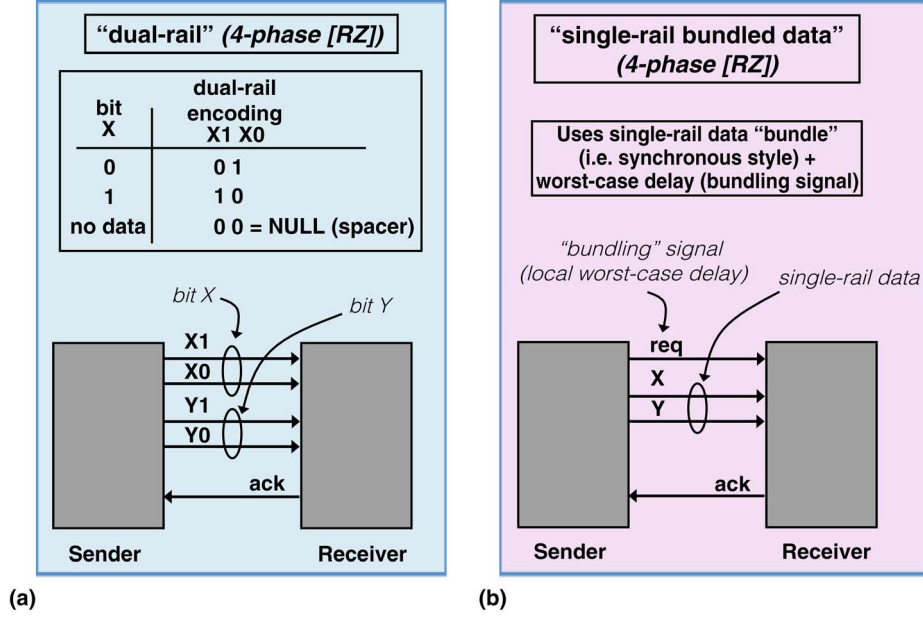 “dual-rail” (4-phase [RZ])
dual-rail
bit encoding
X X1 X0
0 0 1
1 1 0
no data 0 0 = NULL (spacer)
bit X
bit Y
X1
X0
Y1
Y0
ack
Sender Receiver
(a)
“single-rail bundled data”
(4-phase [RZ])
Uses single-rail data “bundle”
(i.e. synchronous style) +
worst-case delay (bundling signal)
“bundling” signal
(local worst-case delay)
single-rail data
req
X
Y
ack
Sender Receiver
(b)